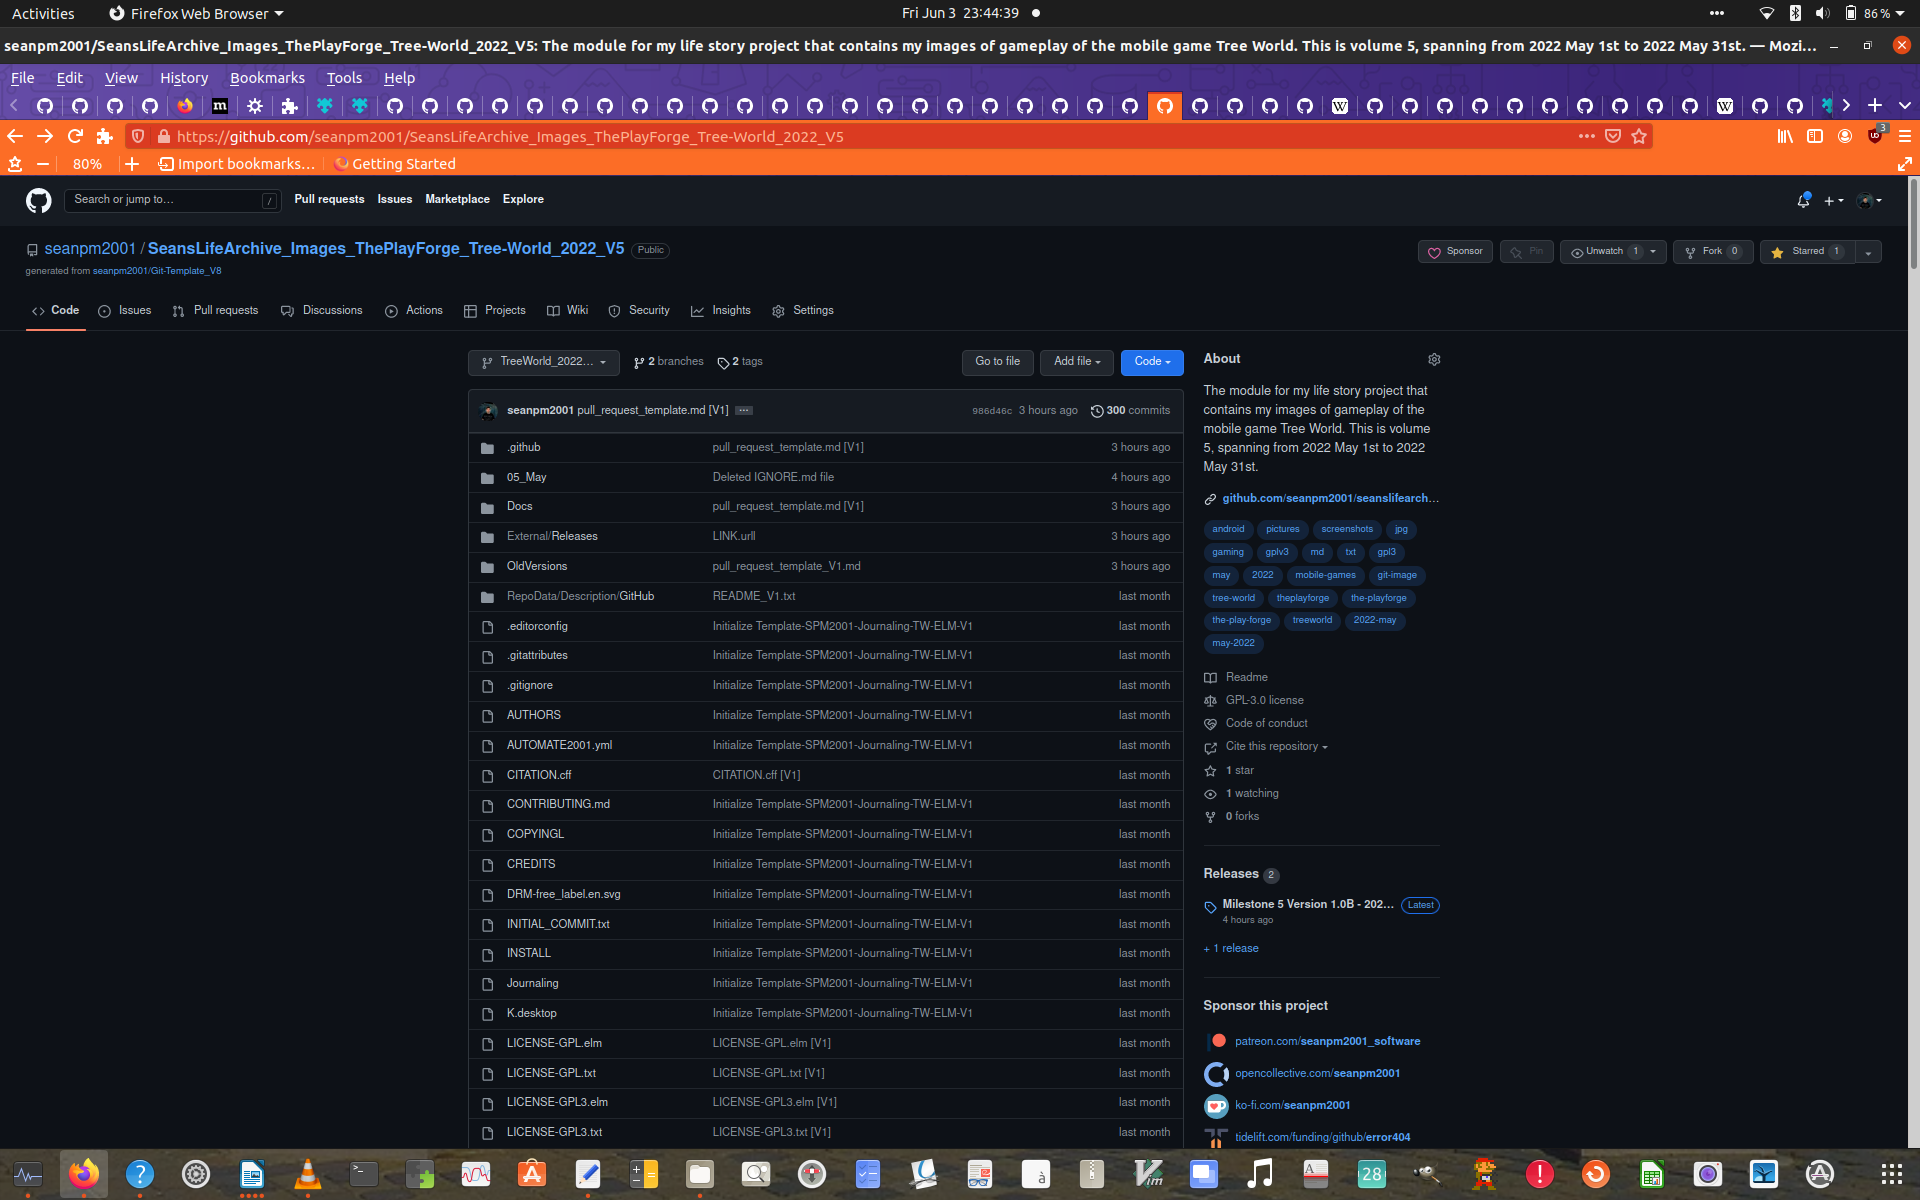 Activities Firefox Web Browser Fri Jun 3 23:44:39 86 %
seanpm2001/SeansLifeArchive_Images_ThePlayForge_Tree-World_2022_V5: The module for my life story project that contains my images of gameplay of the mobile game Tree World. This is volume 5, spanning from 2022 May 1st to 2022 May 31st. — Mozi…
File Edit View History Bookmarks Tools Help
https://github.com/seanpm2001/SeansLifeArchive_Images_ThePlayForge_Tree-World_2022_V5 3
80% Import bookmarks… Getting Started
Search or jump to… / Pull requests Issues Marketplace Explore
seanpm2001 / SeansLifeArchive_Images_ThePlayForge_Tree-World_2022_V5 Public Sponsor Pin Unwatch 1 Fork 0 Starred 1
generated from seanpm2001/Git-Template_V8
Code Issues Pull requests Discussions Actions Projects Wiki Security Insights Settings
TreeWorld_2022… 2 branches 2 tags Go to file Add file Code
seanpm2001 pull_request_template.md [V1] … 986d46c 3 hours ago 300 commits
.github pull_request_template.md [V1] 3 hours ago
05_May Deleted IGNORE.md file 4 hours ago
Docs pull_request_template.md [V1] 3 hours ago
External/Releases LINK.urll 3 hours ago
OldVersions pull_request_template_V1.md 3 hours ago
RepoData/Description/GitHub README_V1.txt last month
.editorconfig Initialize Template-SPM2001-Journaling-TW-ELM-V1 last month
.gitattributes Initialize Template-SPM2001-Journaling-TW-ELM-V1 last month
.gitignore Initialize Template-SPM2001-Journaling-TW-ELM-V1 last month
AUTHORS Initialize Template-SPM2001-Journaling-TW-ELM-V1 last month
AUTOMATE2001.yml Initialize Template-SPM2001-Journaling-TW-ELM-V1 last month
CITATION.cff CITATION.cff [V1] last month
CONTRIBUTING.md Initialize Template-SPM2001-Journaling-TW-ELM-V1 last month
COPYINGL Initialize Template-SPM2001-Journaling-TW-ELM-V1 last month
CREDITS Initialize Template-SPM2001-Journaling-TW-ELM-V1 last month
DRM-free_label.en.svg Initialize Template-SPM2001-Journaling-TW-ELM-V1 last month
INITIAL_COMMIT.txt Initialize Template-SPM2001-Journaling-TW-ELM-V1 last month
INSTALL Initialize Template-SPM2001-Journaling-TW-ELM-V1 last month
Journaling Initialize Template-SPM2001-Journaling-TW-ELM-V1 last month
K.desktop Initialize Template-SPM2001-Journaling-TW-ELM-V1 last month
LICENSE-GPL.elm LICENSE-GPL.elm [V1] last month
LICENSE-GPL.txt LICENSE-GPL.txt [V1] last month
LICENSE-GPL3.elm LICENSE-GPL3.elm [V1] last month
LICENSE-GPL3.txt LICENSE-GPL3.txt [V1] last month
About
The module for my life story project that
contains my images of gameplay of the
mobile game Tree World. This is volume
5, spanning from 2022 May 1st to 2022
May 31st.
github.com/seanpm2001/seanslifearch…
android pictures screenshots jpg
gaming gplv3 md txt gpl3
may 2022 mobile-games git-image
tree-world theplayforge the-playforge
the-play-forge treeworld 2022-may
may-2022
Readme
GPL-3.0 license
Code of conduct
Cite this repository
1 star
1 watching
0 forks
Releases 2
Milestone 5 Version 1.0B - 202… Latest
4 hours ago
+ 1 release
Sponsor this project
patreon.com/seanpm2001_software
opencollective.com/seanpm2001
ko-fi.com/seanpm2001
tidelift.com/funding/github/error404
28